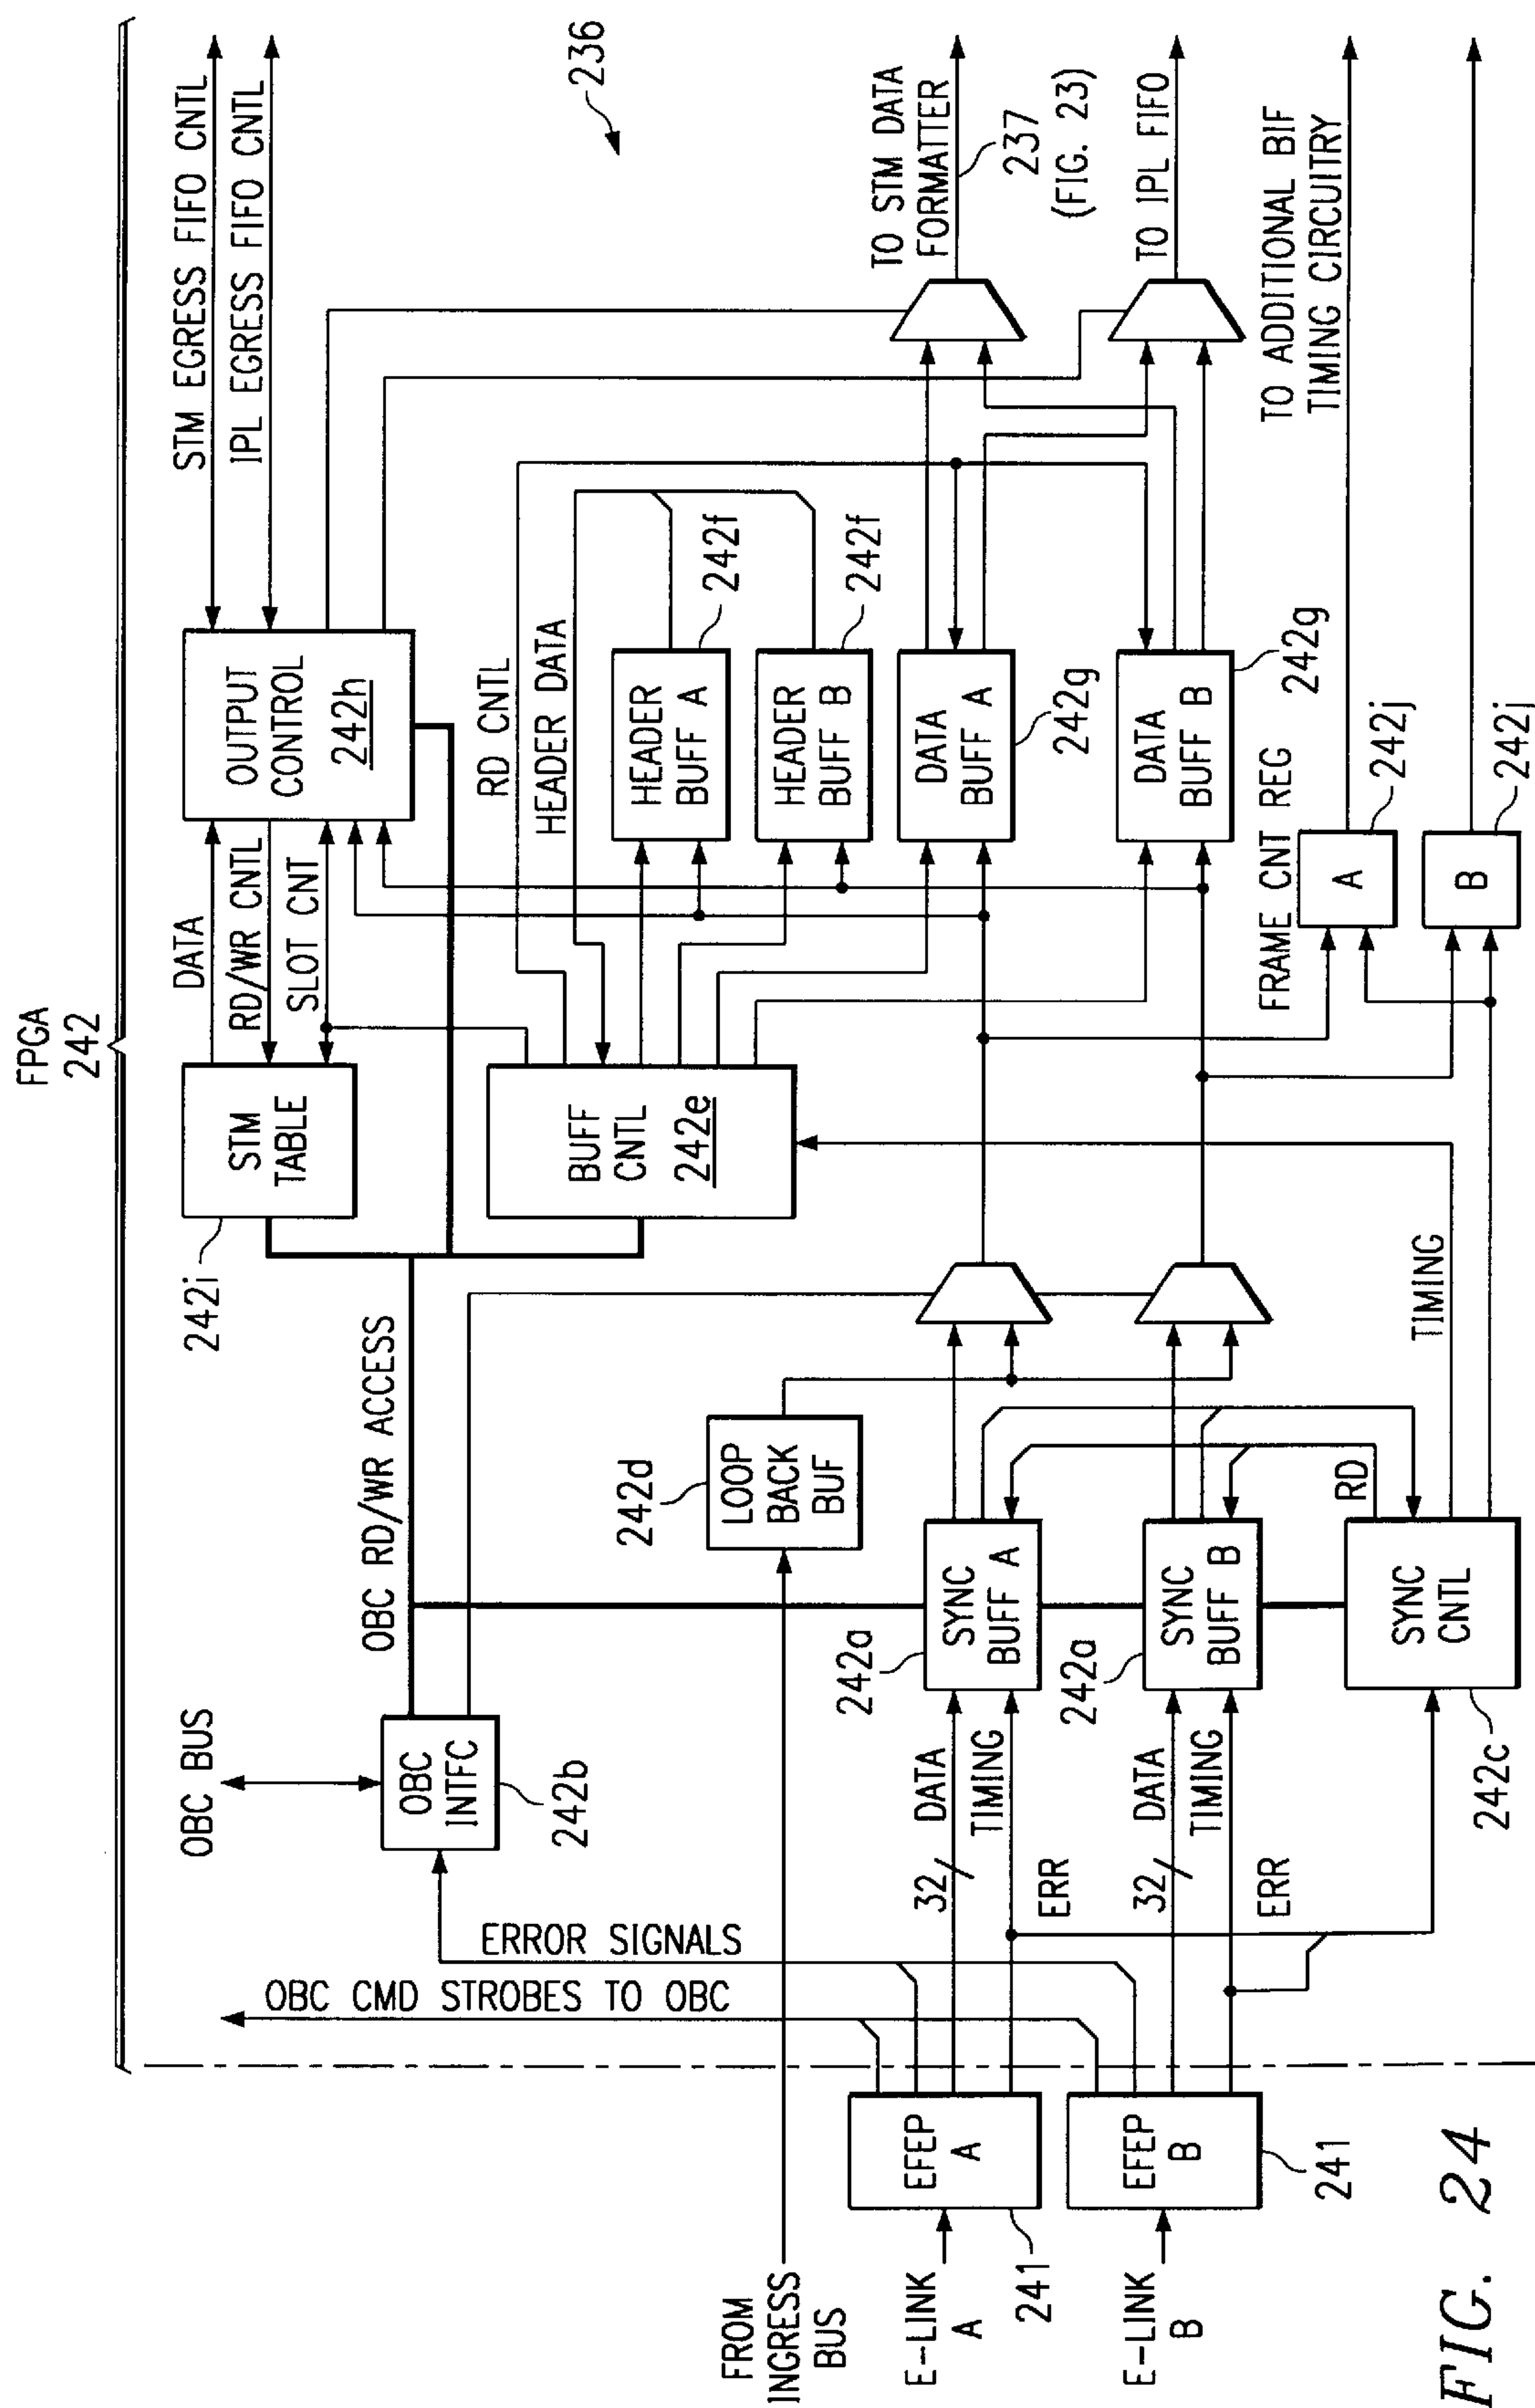 FPGA
242
STM EGRESS FIFO CNTL
IPL EGRESS FIFO CNTL
236
OBC BUS
OBC
INTFC
242b
OBC RD/WR ACCESS
242i
STM
TABLE
DATA
RD/WR CNTL
SLOT CNT
OUTPUT
CONTROL
242h
OBC CMD STROBES TO OBC
ERROR SIGNALS
BUFF
CNTL
242e
RD CNTL
HEADER DATA
HEADER
BUFF A
242f
HEADER
BUFF B
242f
242d
LOOP
BACK
BUF
FROM
INGRESS
BUS
TO STM DATA
FORMATTER
237
(FIG. 23)
E-LINK
A
241
EFEP
A
32
DATA
TIMING
ERR
242a
SYNC
BUFF A
DATA
BUFF A
242g
TO IPL FIFO
E-LINK
B
EFEP
B
241
32
DATA
TIMING
ERR
242a
SYNC
BUFF B
DATA
BUFF B
242g
RD
SYNC
CNTL
242c
TIMING
FRAME CNT REG
A
242j
B
242j
TO ADDITIONAL BIF
TIMING CIRCUITRY
FIG. 24